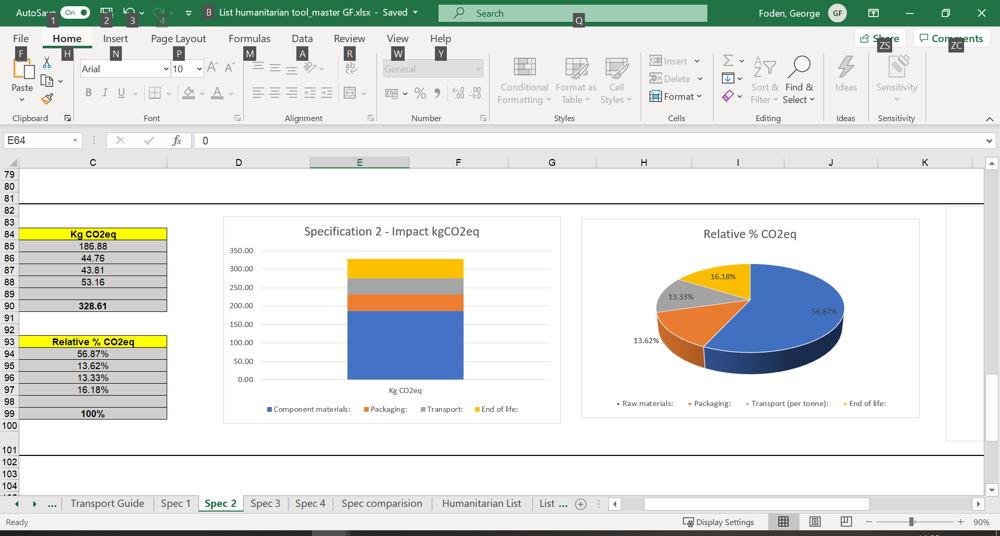 AutoSave On 1 2 3 4 B List humanitarian tool_master GF.xlsx - Saved Search Q Foden, George GF
File Home Insert Page Layout Formulas Data Review View Help Share Comments
F H N P M A R W Y ZS ZC
Arial 10 ab General Insert Σ A Z
Paste Conditional Formatting Format as Table Cell Styles Delete Sort & Filter Find & Select Ideas Sensitivity
B I U A % .00 .00 Format
Clipboard Font Alignment Number Styles Cells Editing Ideas Sensitivity
E64 fx 0
C D E F G H I J K
79
80
81
82
83
84 Kg CO2eq
85 186.88
86 44.76
87 43.81
88 53.16
89
90 328.61
91
92
93 Relative % CO2eq
94 56.87%
95 13.62%
96 13.33%
97 16.18%
98
99 100%
100
101
102
103
104
Specification 2 - Impact kgCO2eq
350.00
300.00
250.00
200.00
150.00
100.00
50.00
0.00
Kg CO2eq
Component materials: Packaging: Transport: End of life:
Relative % CO2eq
16.18%
13.33%
56.87%
13.62%
Raw materials: Packaging: Transport (per tonne): End of life:
... Transport Guide Spec 1 Spec 2 Spec 3 Spec 4 Spec comparision Humanitarian List List ...
Ready Display Settings 90%